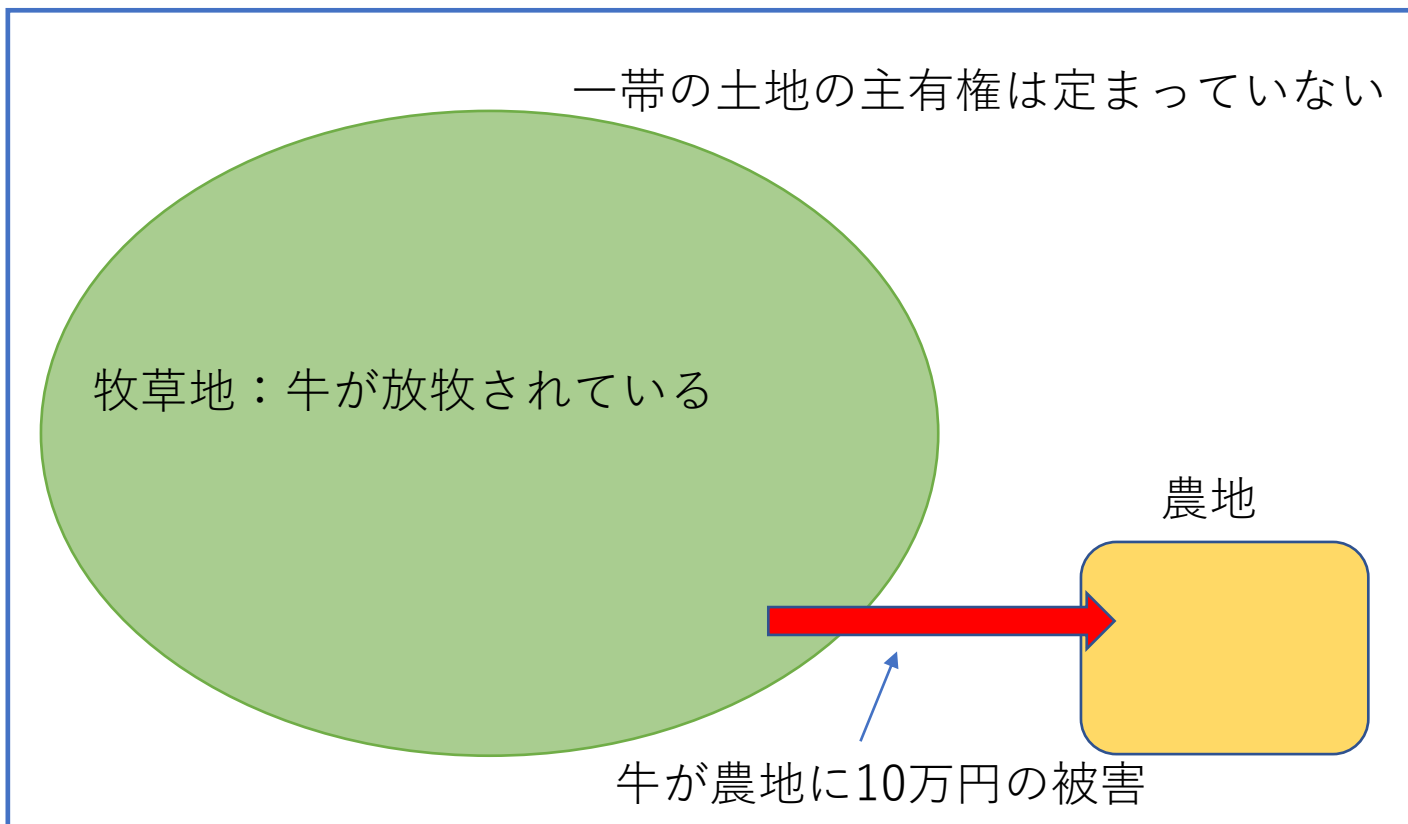 一帯の土地の主有権は定まっていない
牧草地：牛が放牧されている
農地
牛が農地に10万円の被害